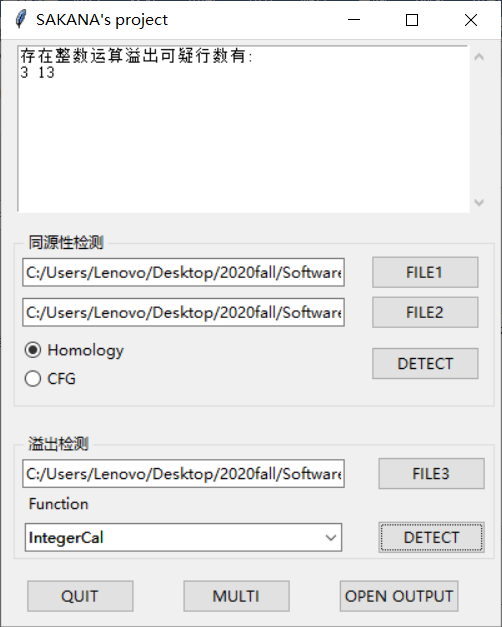 SAKANA's project
存在整数运算溢出可疑行数有:
3 13
同源性检测
C:/Users/Lenovo/Desktop/2020fall/Software
FILE1
C:/Users/Lenovo/Desktop/2020fall/Software
FILE2
Homology
DETECT
CFG
溢出检测
C:/Users/Lenovo/Desktop/2020fall/Software
FILE3
Function
IntegerCal
DETECT
QUIT
MULTI
OPEN OUTPUT